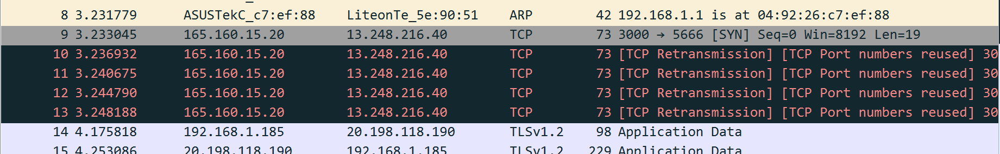 8 3.231779 ASUSTekC_c7:ef:88 LiteonTe_5e:90:51 ARP 42 192.168.1.1 is at 04:92:26:c7:ef:88
9 3.233045 165.160.15.20 13.248.216.40 TCP 73 3000 → 5666 [SYN] Seq=0 Win=8192 Len=19
10 3.236932 165.160.15.20 13.248.216.40 TCP 73 [TCP Retransmission] [TCP Port numbers reused] 30
11 3.240675 165.160.15.20 13.248.216.40 TCP 73 [TCP Retransmission] [TCP Port numbers reused] 30
12 3.244790 165.160.15.20 13.248.216.40 TCP 73 [TCP Retransmission] [TCP Port numbers reused] 30
13 3.248188 165.160.15.20 13.248.216.40 TCP 73 [TCP Retransmission] [TCP Port numbers reused] 30
14 4.175818 192.168.1.185 20.198.118.190 TLSv1.2 98 Application Data
15 4.253086 20.198.118.190 192.168.1.185 TLSv1.2 229 Application Data